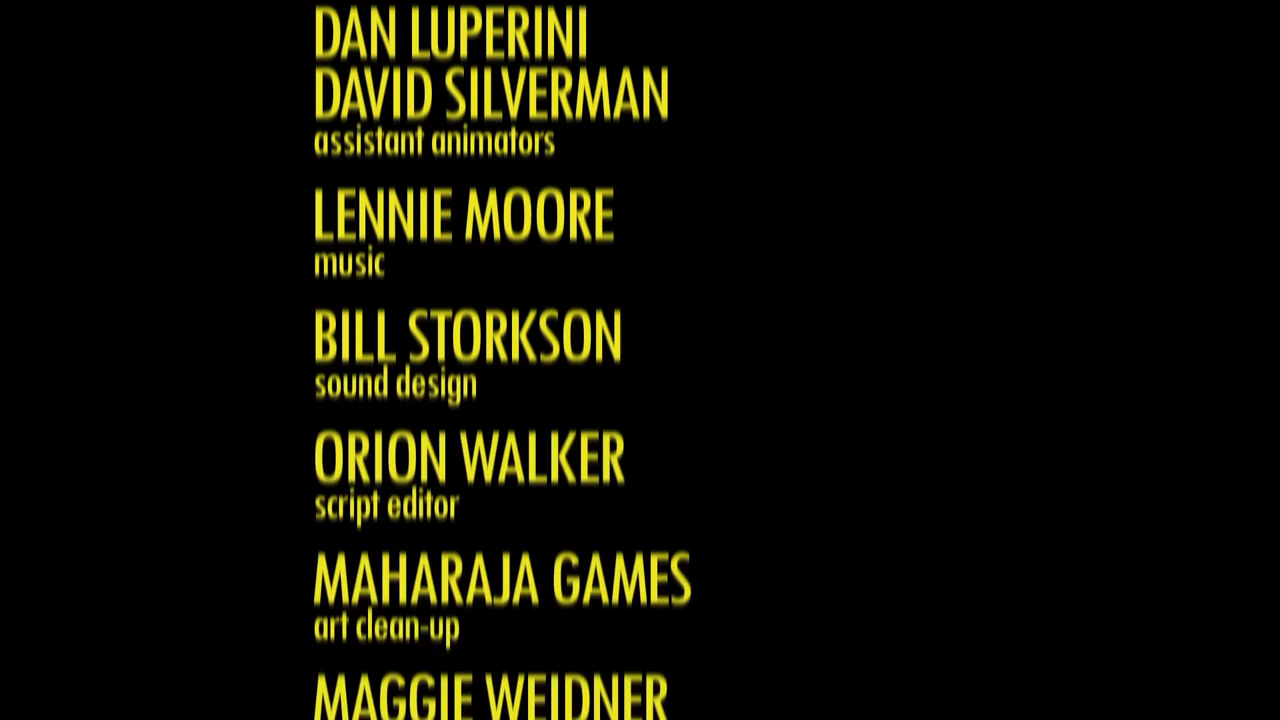 DAN LUPERINI
DAVID SILVERMAN
assistant animators
LENNIE MOORE
music
BILL STORKSON
sound design
ORION WALKER
script editor
MAHARAJA GAMES
art clean-up
MAGGIE WEIDNER